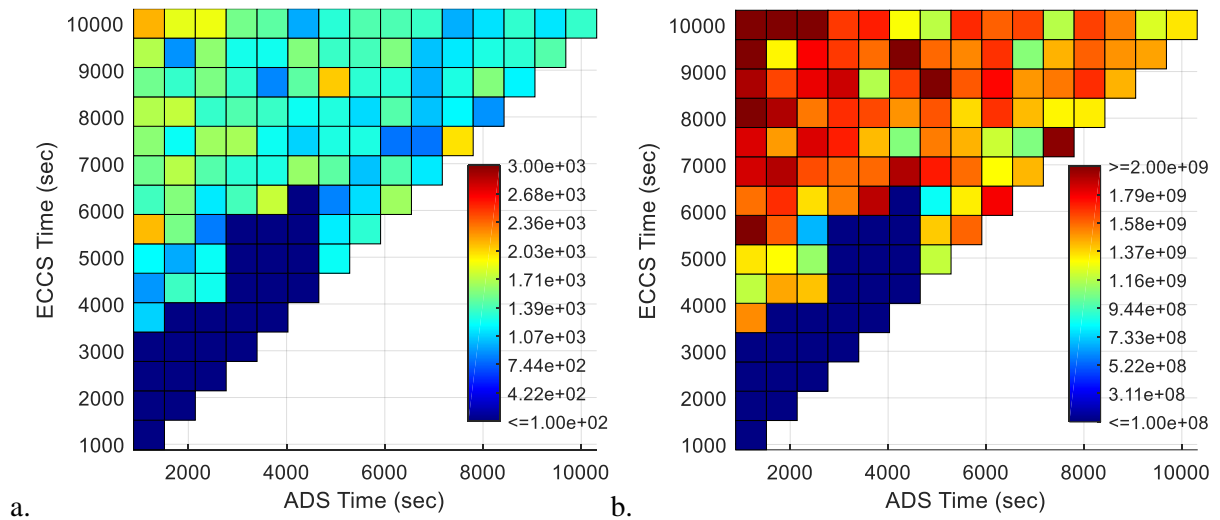 10000
9000
8000
7000
6000
5000
4000
3000
2000
1000
ECCS Time (sec)
3.00e+03
2.68e+03
2.36e+03
2.03e+03
1.71e+03
1.39e+03
1.07e+03
7.44e+02
4.22e+02
<=1.00e+02
2000 4000 6000 8000 10000
ADS Time (sec)
a.
10000
9000
8000
7000
6000
5000
4000
3000
2000
1000
ECCS Time (sec)
>=2.00e+09
1.79e+09
1.58e+09
1.37e+09
1.16e+09
9.44e+08
7.33e+08
5.22e+08
3.11e+08
<=1.00e+08
2000 4000 6000 8000 10000
ADS Time (sec)
b.